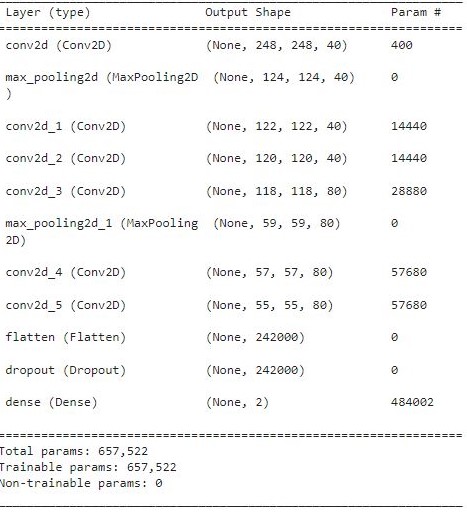 Layer (type) Output Shape Param #
================================================================
conv2d (Conv2D) (None, 248, 248, 40) 400
max_pooling2d (MaxPooling2D (None, 124, 124, 40) 0
)
conv2d_1 (Conv2D) (None, 122, 122, 40) 14440
conv2d_2 (Conv2D) (None, 120, 120, 40) 14440
conv2d_3 (Conv2D) (None, 118, 118, 80) 28880
max_pooling2d_1 (MaxPooling (None, 59, 59, 80) 0
2D)
conv2d_4 (Conv2D) (None, 57, 57, 80) 57680
conv2d_5 (Conv2D) (None, 55, 55, 80) 57680
flatten (Flatten) (None, 242000) 0
dropout (Dropout) (None, 242000) 0
dense (Dense) (None, 2) 484002
================================================================
Total params: 657,522
Trainable params: 657,522
Non-trainable params: 0